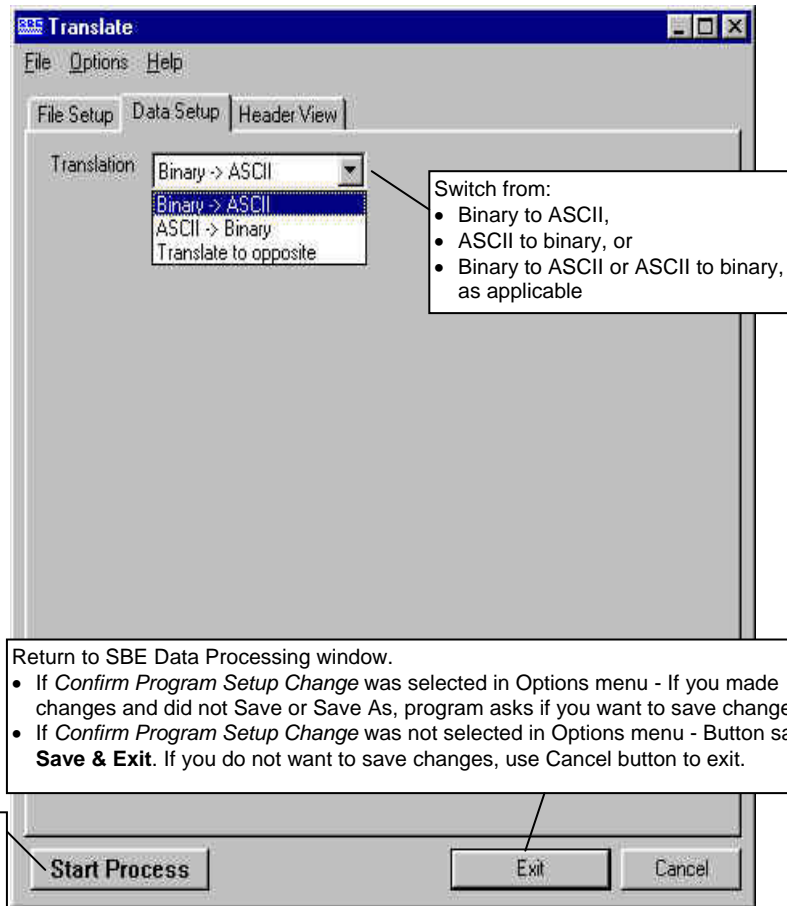 SBE Translate
File Options Help
File Setup Data Setup Header View
Translation Binary -> ASCII
Binary -> ASCII
ASCII -> Binary
Translate to opposite
Switch from:
• Binary to ASCII,
• ASCII to binary, or
• Binary to ASCII or ASCII to binary,
as applicable
Return to SBE Data Processing window.
• If Confirm Program Setup Change was selected in Options menu - If you made
changes and did not Save or Save As, program asks if you want to save change
• If Confirm Program Setup Change was not selected in Options menu - Button sa
Save & Exit. If you do not want to save changes, use Cancel button to exit.
Start Process Exit Cancel